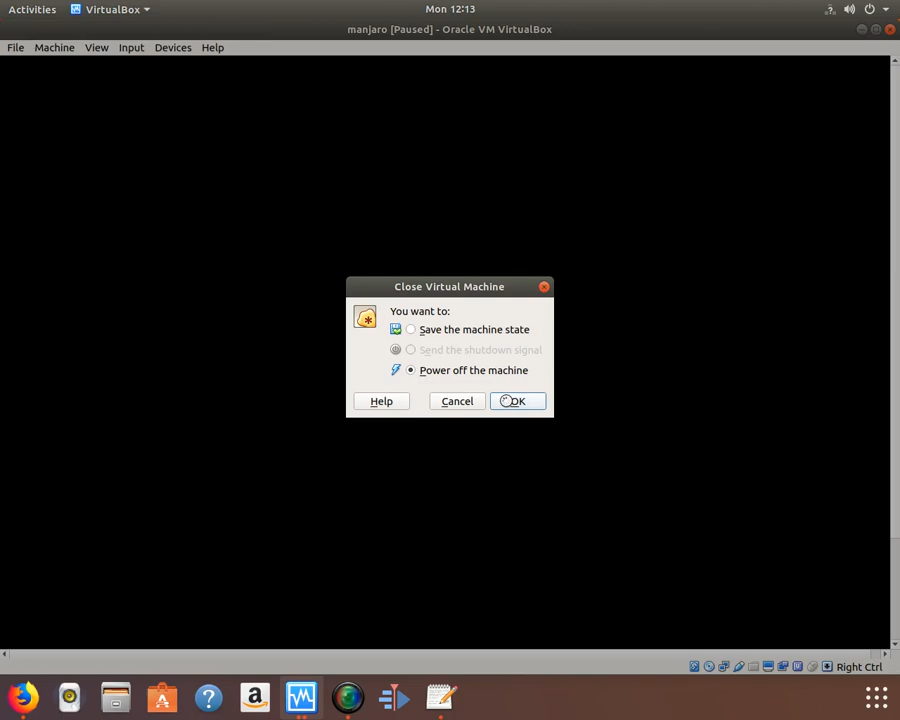 Activities VirtualBox Mon 12:13
manjaro [Paused] - Oracle VM VirtualBox
File Machine View Input Devices Help
Close Virtual Machine
You want to:
Save the machine state
Send the shutdown signal
Power off the machine
Help Cancel OK
Right Ctrl